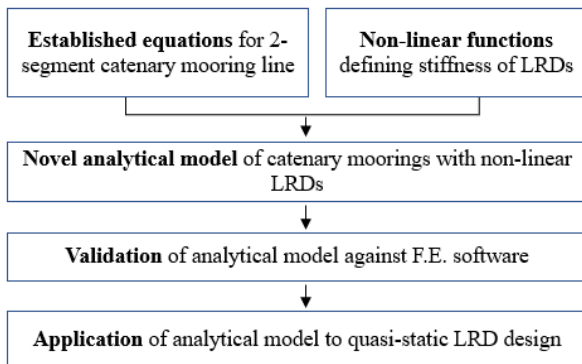 Established equations for 2-
segment catenary mooring line
Non-linear functions
defining stiffness of LRDs
Novel analytical model of catenary moorings with non-linear
LRDs
Validation of analytical model against F.E. software
Application of analytical model to quasi-static LRD design